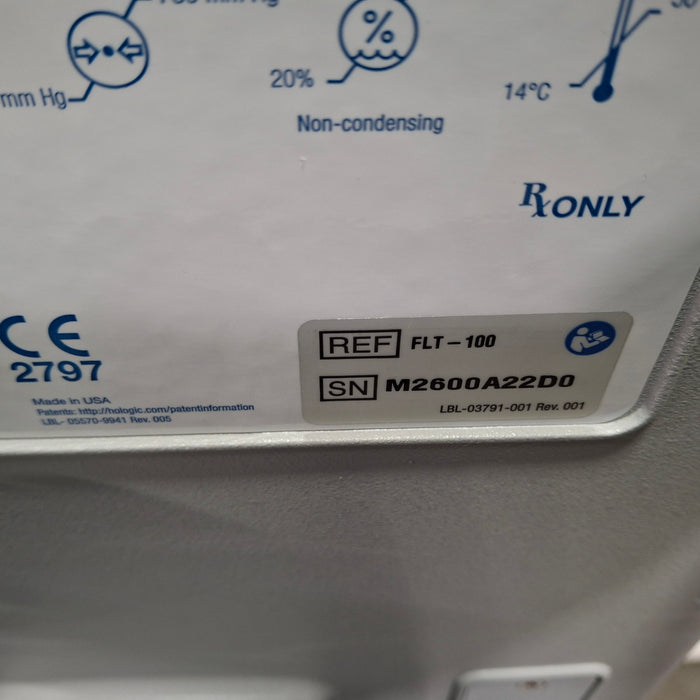 mm Hg
%
20%
14°C
Non-condensing
Rx ONLY
CE
2797
Made in USA
Patents: http://hologic.com/patentinformation
LBL- 05570-9941 Rev. 005
REF FLT-100
SN M2600A22D0
LBL-03791-001 Rev. 001